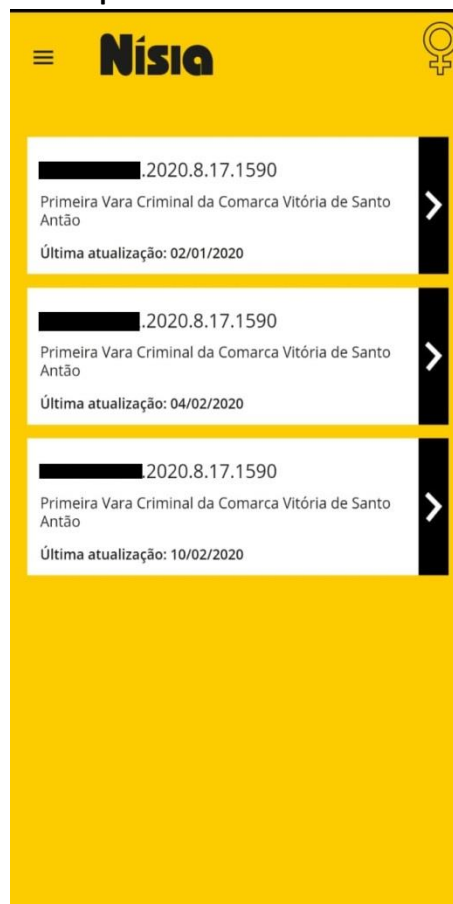 Nísia
.2020.8.17.1590
Primeira Vara Criminal da Comarca Vitória de Santo
Antão
Última atualização: 02/01/2020
.2020.8.17.1590
Primeira Vara Criminal da Comarca Vitória de Santo
Antão
Última atualização: 04/02/2020
.2020.8.17.1590
Primeira Vara Criminal da Comarca Vitória de Santo
Antão
Última atualização: 10/02/2020